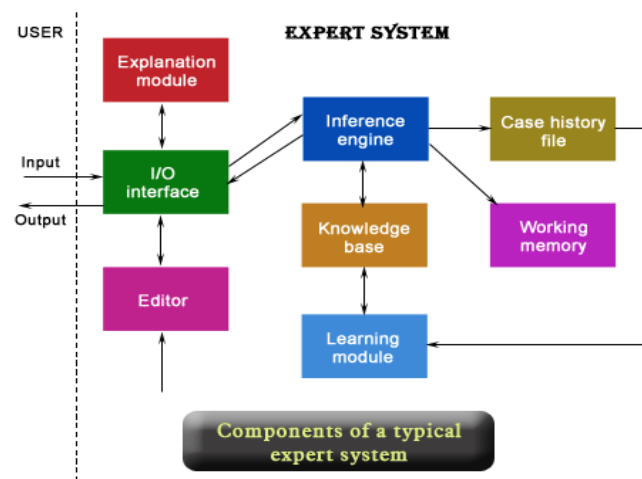 USER
EXPERT SYSTEM
Explanation
module
Inference
engine
Case history
file
Input
I/O
interface
Output
Knowledge
base
Working
memory
Editor
Learning
module
Components of a typical
expert system